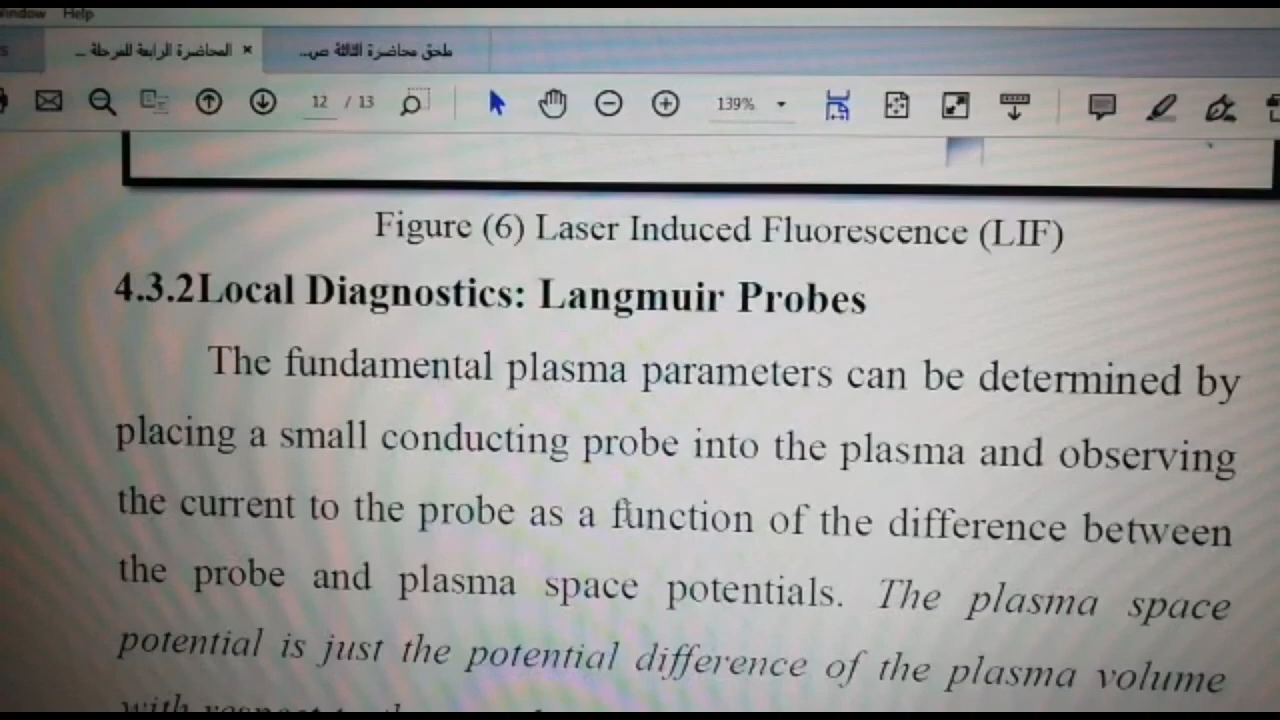 Window Help
المحاضرة الرابعة للمرحلة ...
ملحق محاضرة الثالثة ص...
12 / 13
139%
Figure (6) Laser Induced Fluorescence (LIF)
4.3.2Local Diagnostics: Langmuir Probes
The fundamental plasma parameters can be determined by
placing a small conducting probe into the plasma and observing
the current to the probe as a function of the difference between
the probe and plasma space potentials. The plasma space
potential is just the potential difference of the plasma volume
with respect to